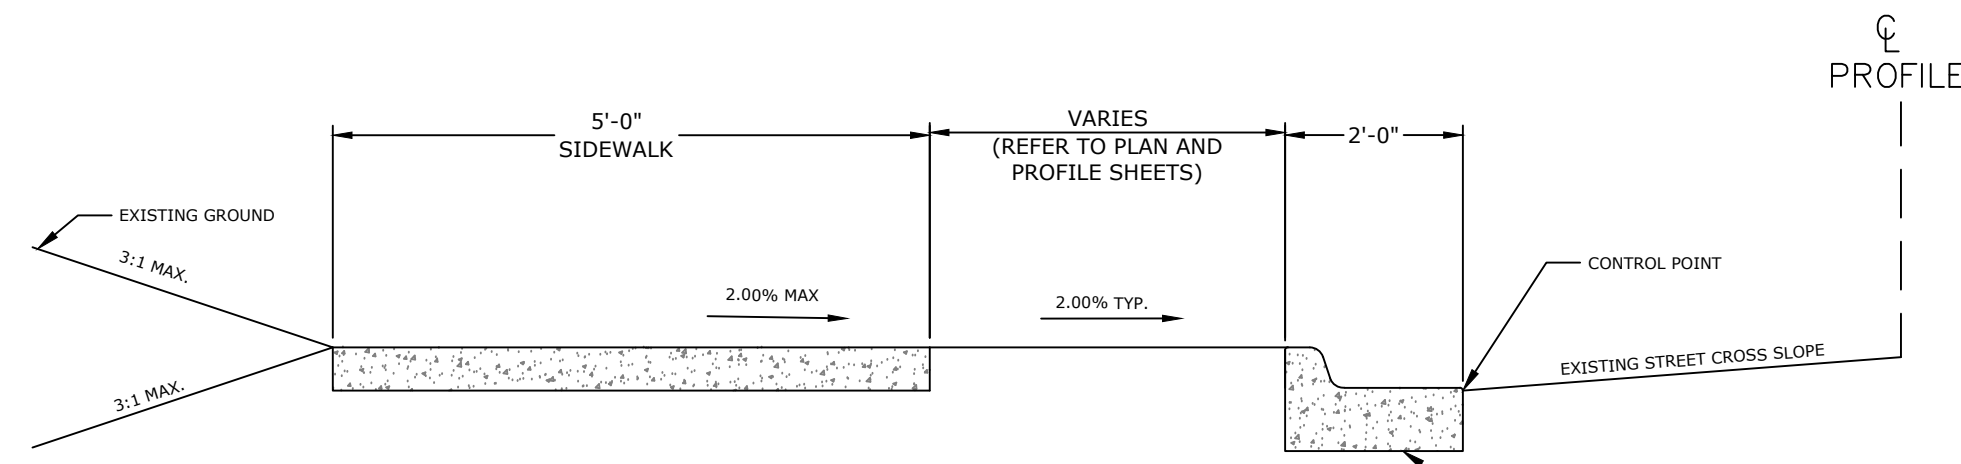 ℄
PROFILE
5'-0"
SIDEWALK
VARIES
(REFER TO PLAN AND
PROFILE SHEETS)
2'-0"
EXISTING GROUND
3:1 MAX.
2.00% MAX
2.00% TYP.
CONTROL POINT
EXISTING STREET CROSS SLOPE
3:1 MAX.